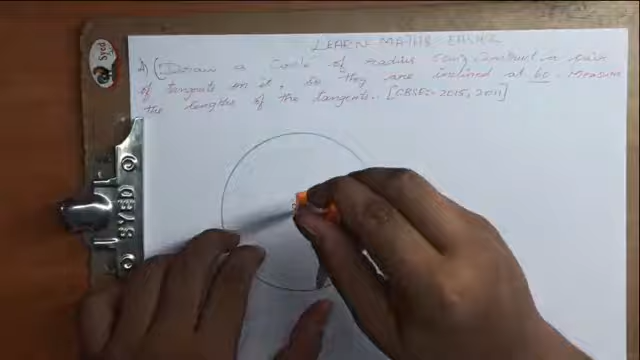 LEARN MATHS EASILY
Draw a Circle of radius 5cm, Construct a pair
of tangents on it, So they are inclined at 60. Measure
the lengths of the tangents. [CBSE - 2015, 2011]
Syed
SYED